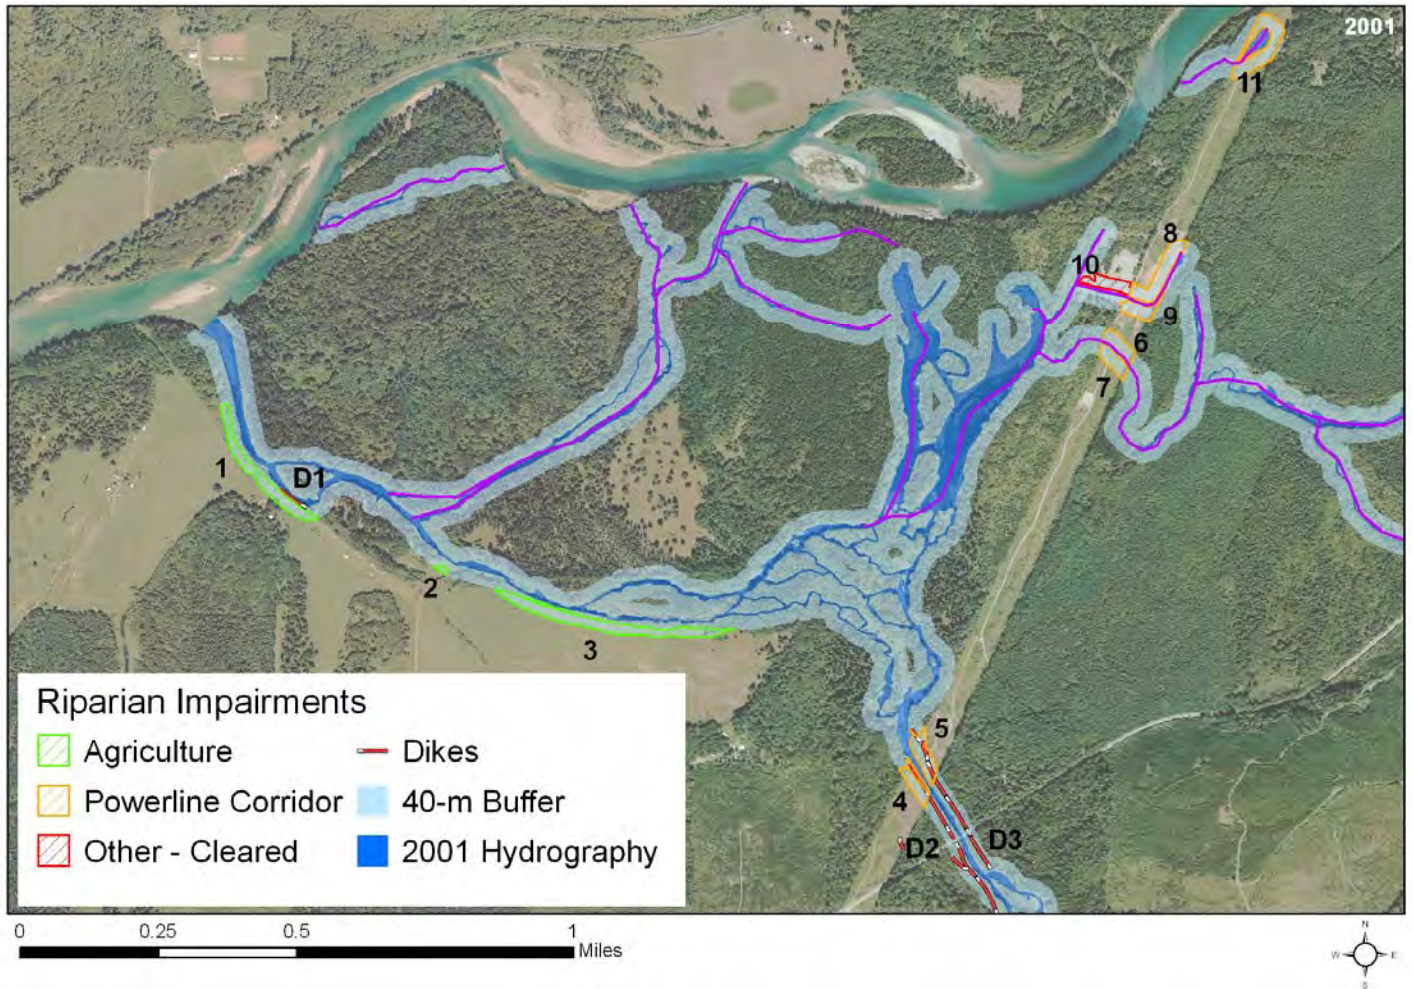 2001
11
8
10
9
6
7
1
D1
2
3
5
4
D2
D3
Riparian Impairments
Agriculture
Dikes
Powerline Corridor
40-m Buffer
Other - Cleared
2001 Hydrography
0 0.25 0.5 1
Miles
N
W E
S